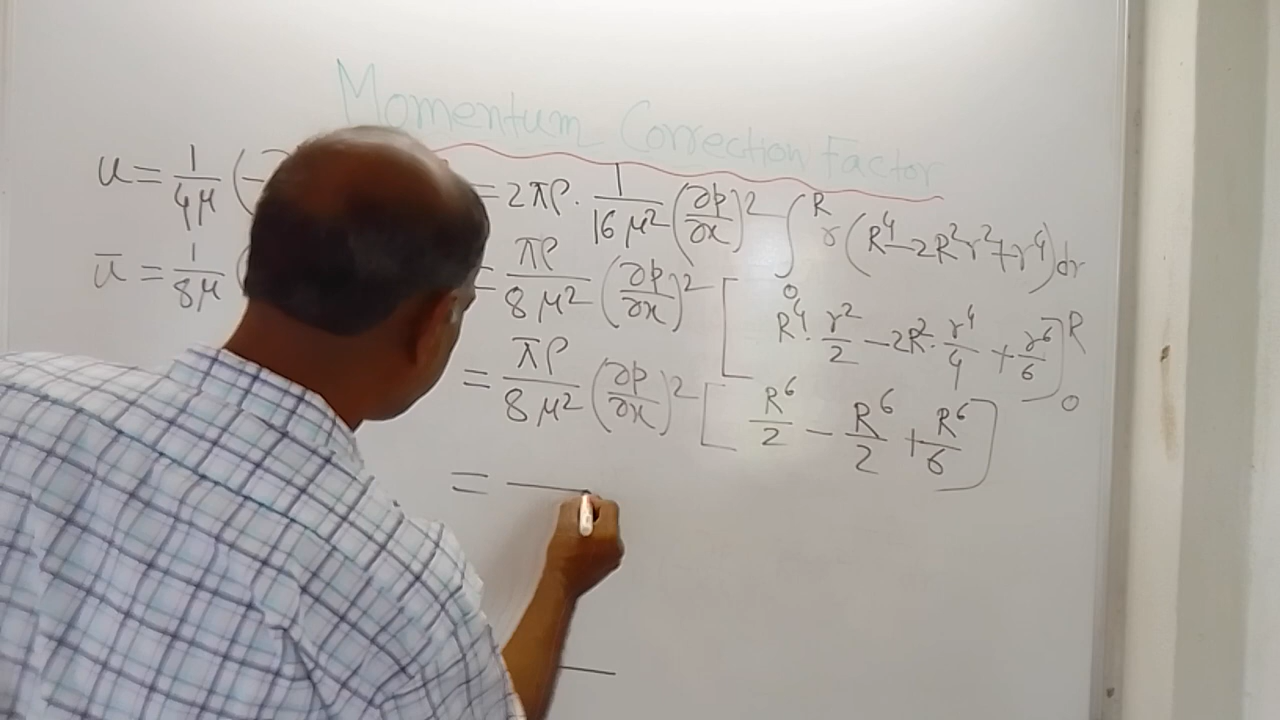 Momentum Correction Factor
u = 1/4μ (−
ū = 1/8μ (
= 2πρ · 1/16μ² (∂p/∂x)² ∫₀ᴿ r (R⁴ − 2R²r² + r⁴) dr
= πρ/8μ² (∂p/∂x)² [R⁴ · r²/2 − 2R² · r⁴/4 + r⁶/6]₀ᴿ
= πρ/8μ² (∂p/∂x)² [R⁶/2 − R⁶/2 + R⁶/6]
=